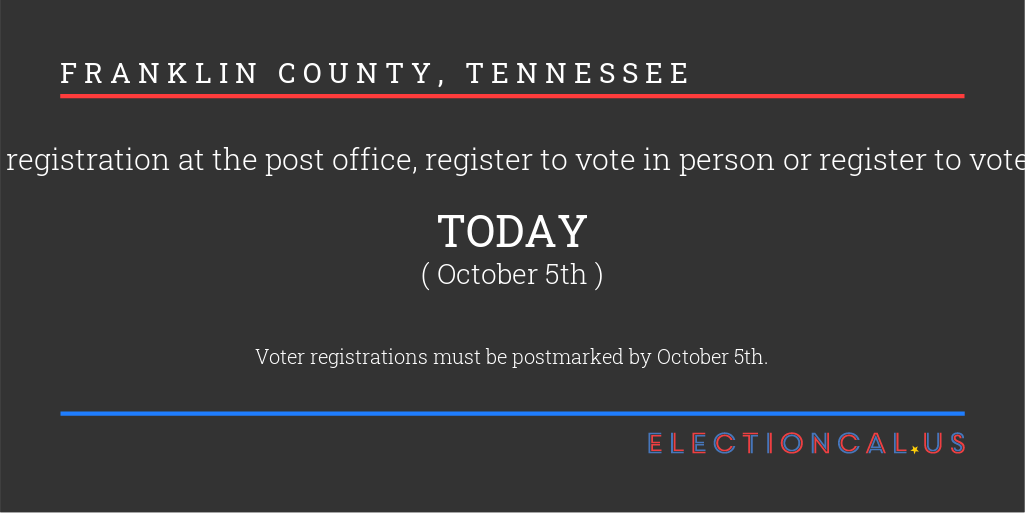 FRANKLIN COUNTY, TENNESSEE
registration at the post office, register to vote in person or register to vote
TODAY
( October 5th )
Voter registrations must be postmarked by October 5th.
ELECTIONCAL.US